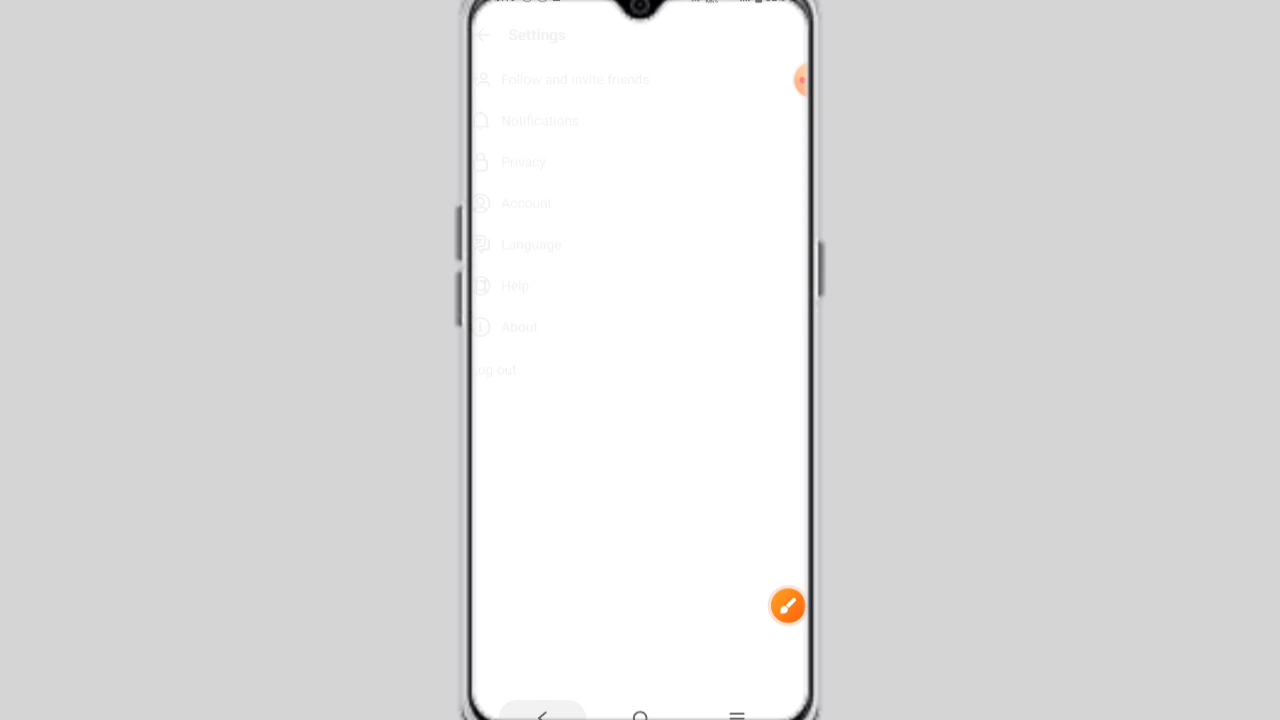 Settings
Follow and invite friends
Notifications
Privacy
Account
Language
Help
About
Log out